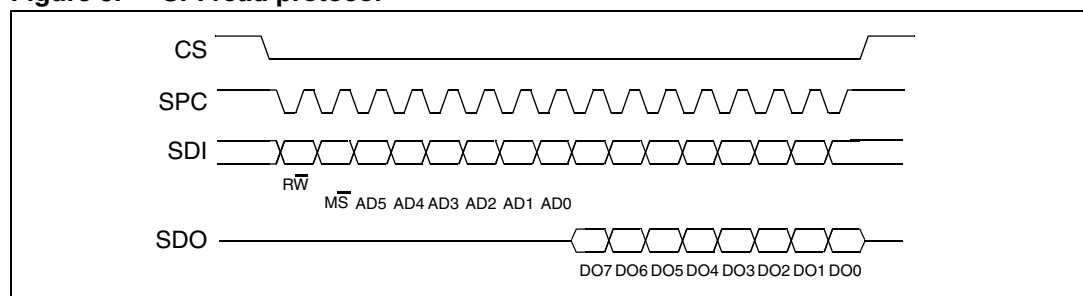 CS
SPC
SDI
RW
MS AD5 AD4 AD3 AD2 AD1 AD0
SDO
DO7 DO6 DO5 DO4 DO3 DO2 DO1 DO0